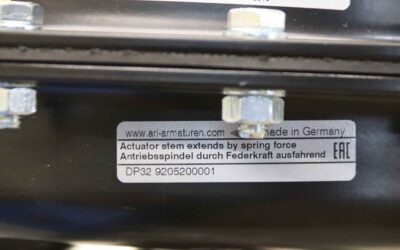 www.ari-armaturen.com
made in Germany
Actuator stem extends by spring force
Antriebsspindel durch Federkraft ausfahrend
EAC
DP32 9205200001